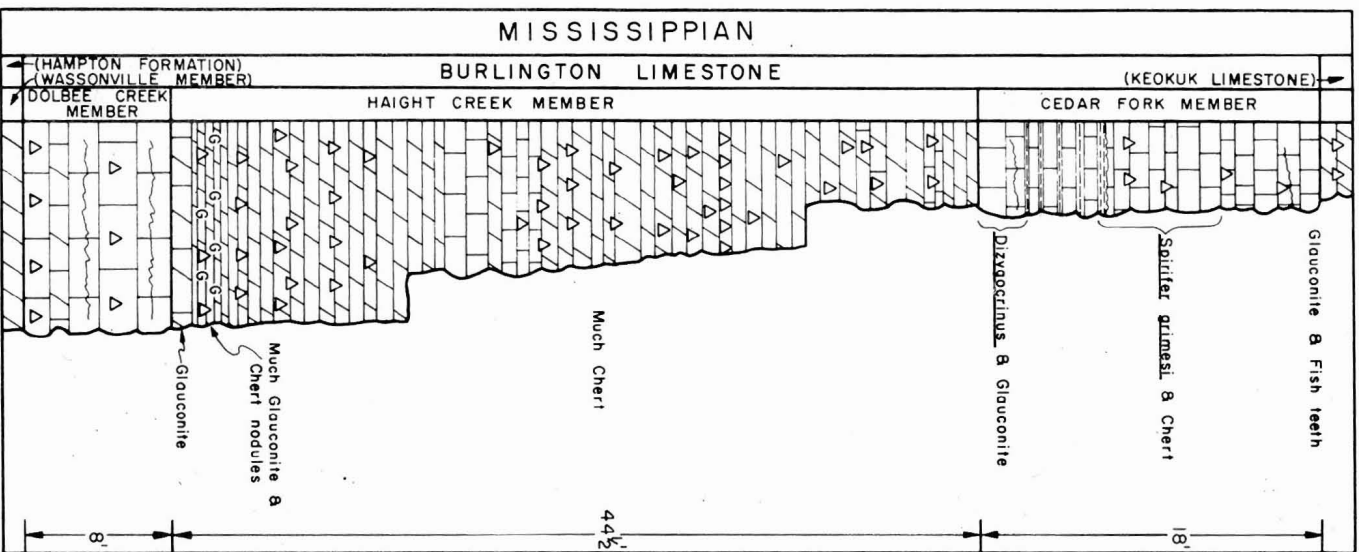 MISSISSIPPIAN
(HAMPTON FORMATION)
(WASSONVILLE MEMBER)
BURLINGTON LIMESTONE
(KEOKUK LIMESTONE)
DOLBEE CREEK
MEMBER
HAIGHT CREEK MEMBER
CEDAR FORK MEMBER
G
G
G
G
G
G
G
G
Glauconite
Much Glauconite &
Chert nodules
Much Chert
Dizygocrinus & Glauconite
Spirifer grimesi & Chert
Glauconite & Fish teeth
8'
44½'
18'